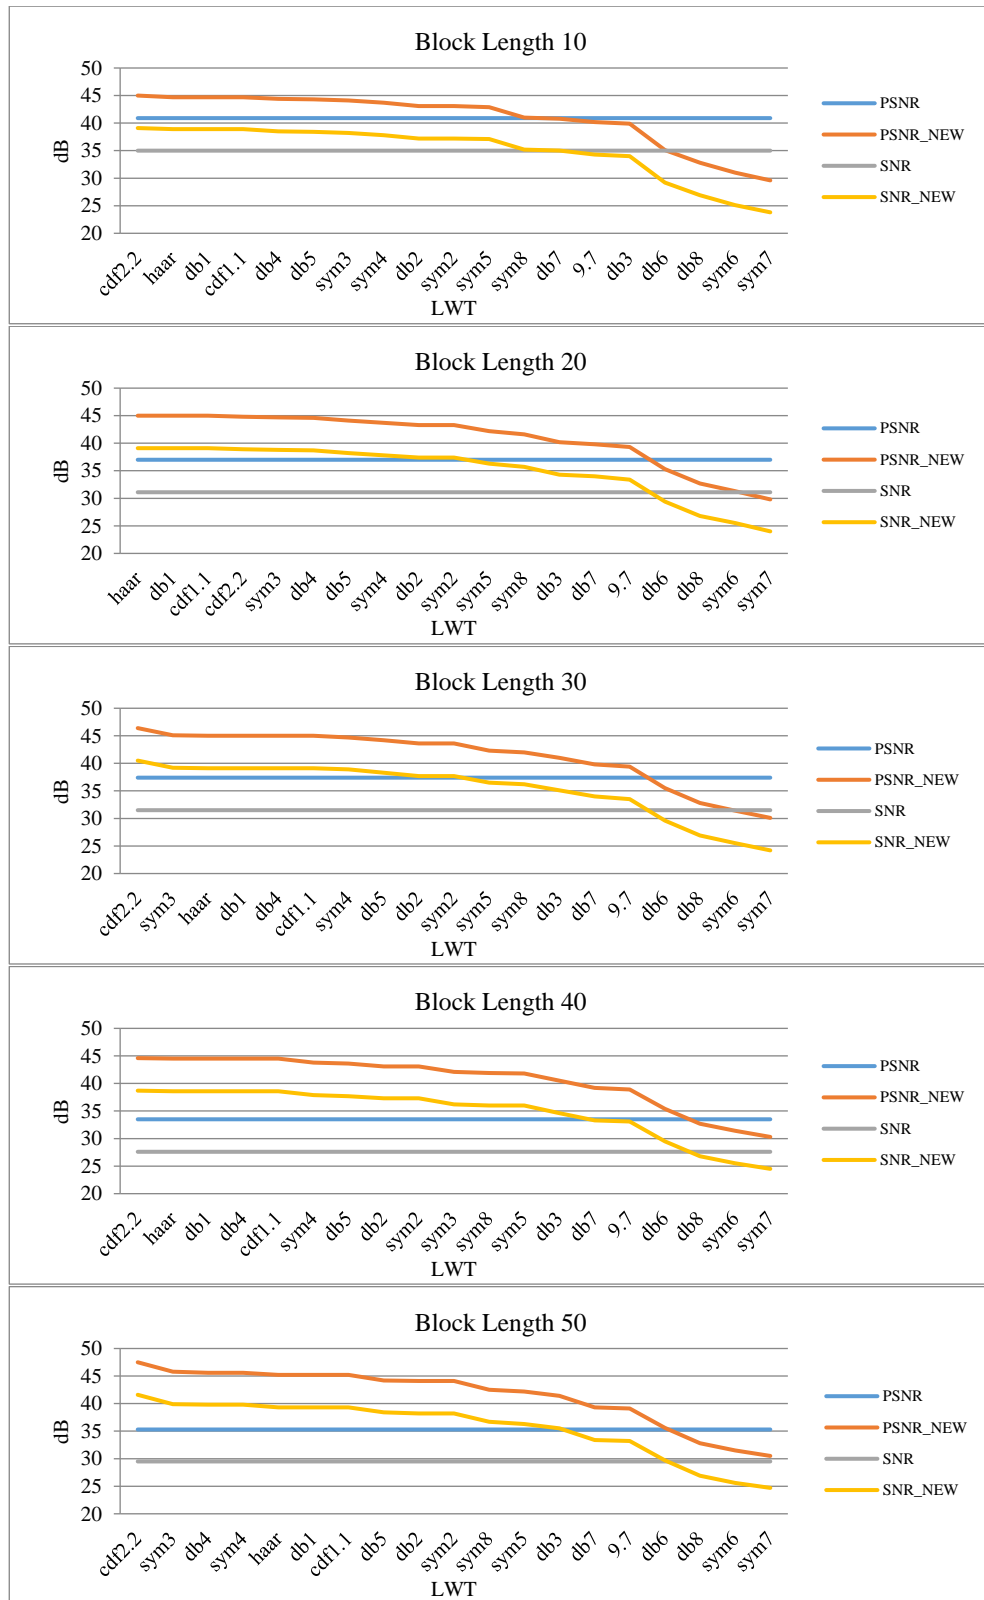 Block Length 10
50
45
40
35
30
25
20
dB
cdf2.2 haar db1 cdf1.1 db4 db5 sym3 sym4 db2 sym2 sym5 sym8 db7 9.7 db3 db6 db8 sym6 sym7
LWT
PSNR
PSNR_NEW
SNR
SNR_NEW
Block Length 20
50
45
40
35
30
25
20
dB
haar db1 cdf1.1 cdf2.2 sym3 db4 db5 sym4 db2 sym2 sym5 sym8 db3 db7 9.7 db6 db8 sym6 sym7
LWT
PSNR
PSNR_NEW
SNR
SNR_NEW
Block Length 30
50
45
40
35
30
25
20
dB
cdf2.2 sym3 haar db1 db4 cdf1.1 sym4 db5 db2 sym2 sym5 sym8 db3 db7 9.7 db6 db8 sym6 sym7
LWT
PSNR
PSNR_NEW
SNR
SNR_NEW
Block Length 40
50
45
40
35
30
25
20
dB
cdf2.2 haar db1 db4 cdf1.1 sym4 db5 db2 sym2 sym3 sym8 sym5 db3 db7 9.7 db6 db8 sym6 sym7
LWT
PSNR
PSNR_NEW
SNR
SNR_NEW
Block Length 50
50
45
40
35
30
25
20
dB
cdf2.2 sym3 db4 sym4 haar db1 cdf1.1 db5 db2 sym2 sym8 sym5 db3 db7 9.7 db6 db8 sym6 sym7
LWT
PSNR
PSNR_NEW
SNR
SNR_NEW